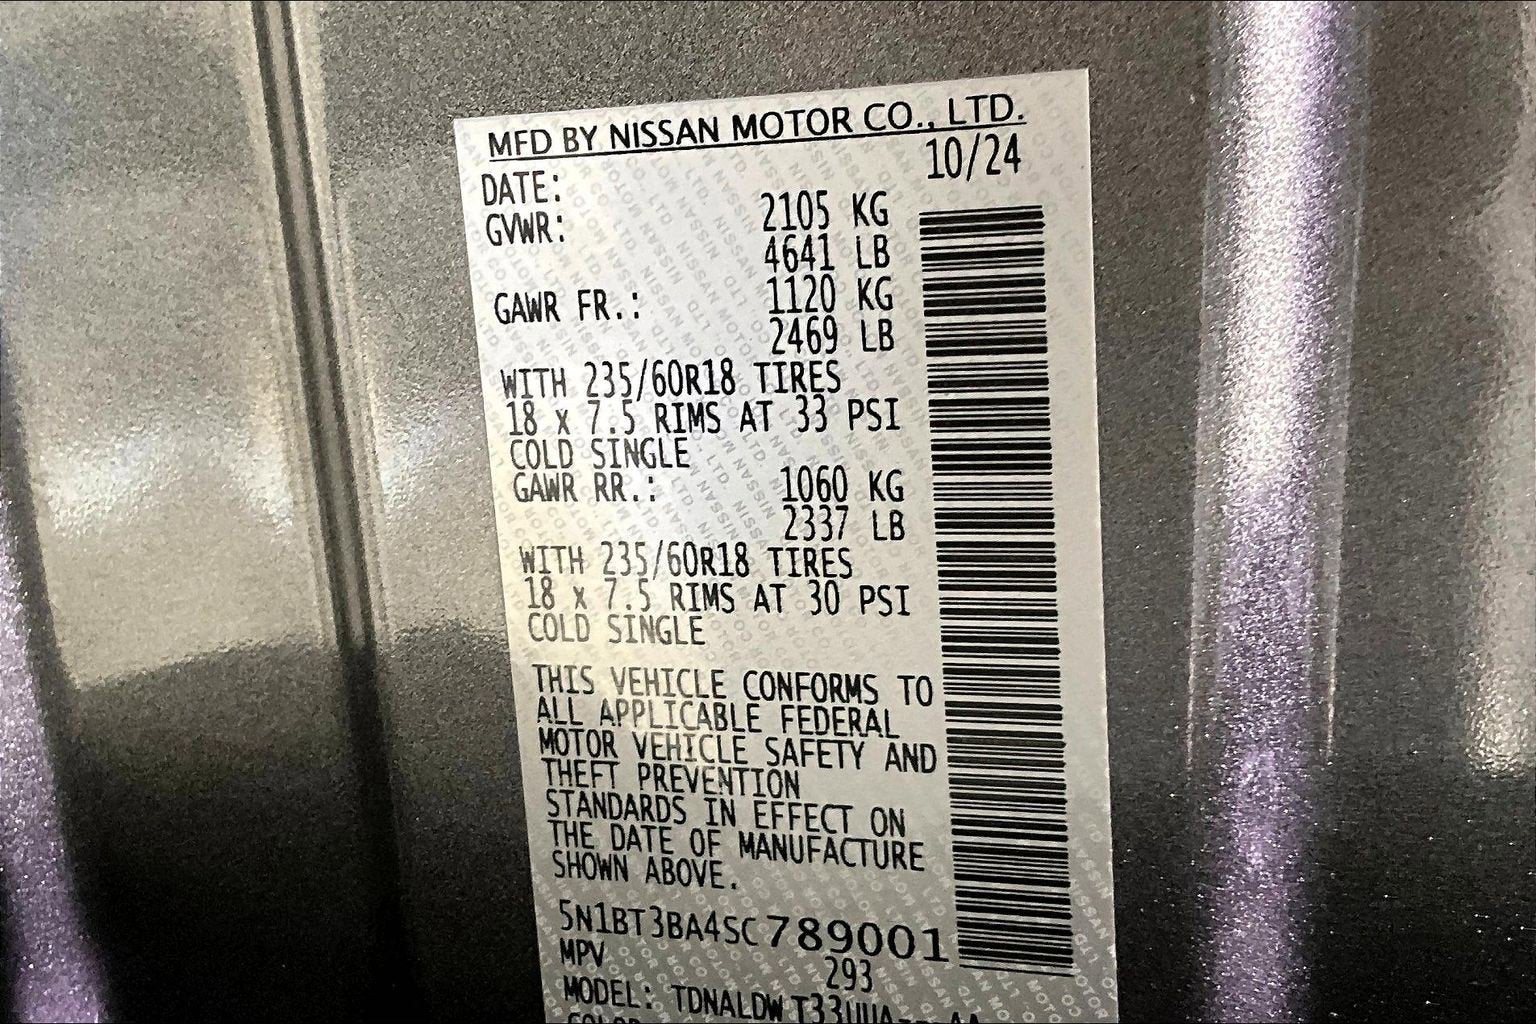 MFD BY NISSAN MOTOR CO., LTD.
DATE: 10/24
GVWR: 2105 KG
4641 LB
GAWR FR.: 1120 KG
2469 LB
WITH 235/60R18 TIRES
18 x 7.5 RIMS AT 33 PSI
COLD SINGLE
GAWR RR.: 1060 KG
2337 LB
WITH 235/60R18 TIRES
18 x 7.5 RIMS AT 30 PSI
COLD SINGLE
THIS VEHICLE CONFORMS TO
ALL APPLICABLE FEDERAL
MOTOR VEHICLE SAFETY AND
THEFT PREVENTION
STANDARDS IN EFFECT ON
THE DATE OF MANUFACTURE
SHOWN ABOVE.
5N1BT3BA4SC789001
MPV 293
MODEL: TDNALDW